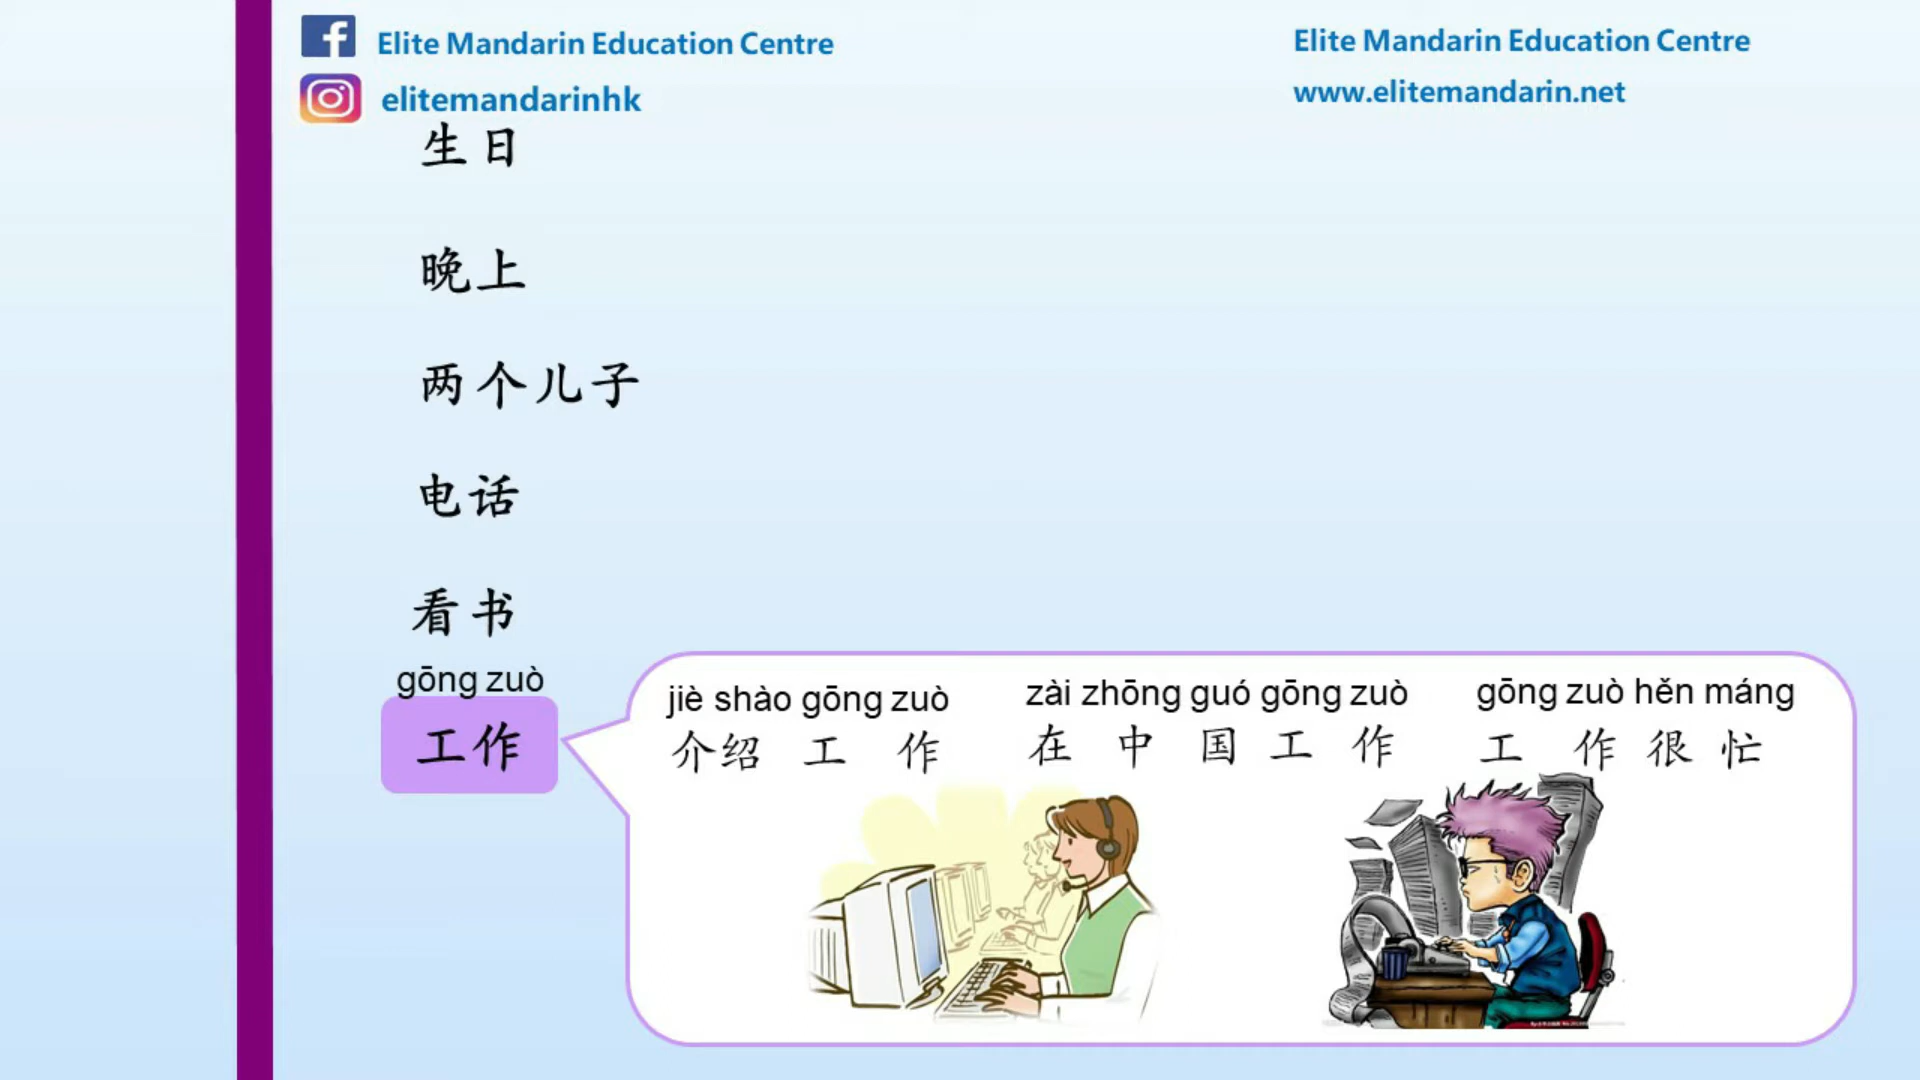 Elite Mandarin Education Centre
elitemandarinhk
Elite Mandarin Education Centre
www.elitemandarin.net
生日
晚上
两个儿子
电话
看书
gōng zuò
工作
jiè shào gōng zuò
介绍 工 作
zài zhōng guó gōng zuò
在 中 国 工 作
gōng zuò hěn máng
工 作 很 忙